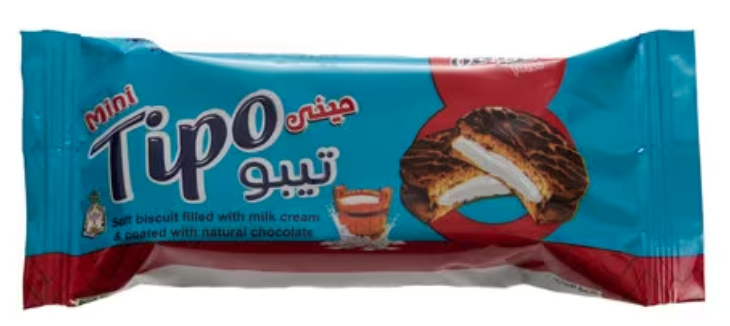 Mini
Tipo ميني
تيبو
Soft biscuit filled with milk cream
& coated with natural chocolate